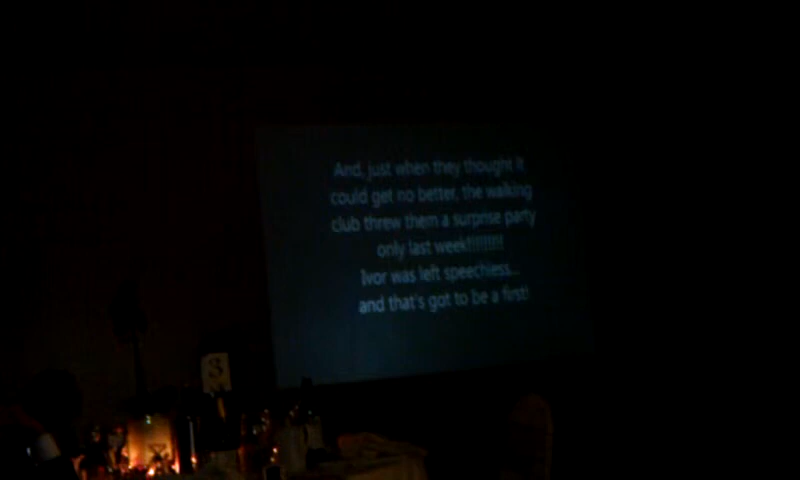 And, just when they thought it
could get no better, the walking
club threw them a surprise party
only last week!!!!!!!!!
Ivor was left speechless...
and that's got to be a first!
3